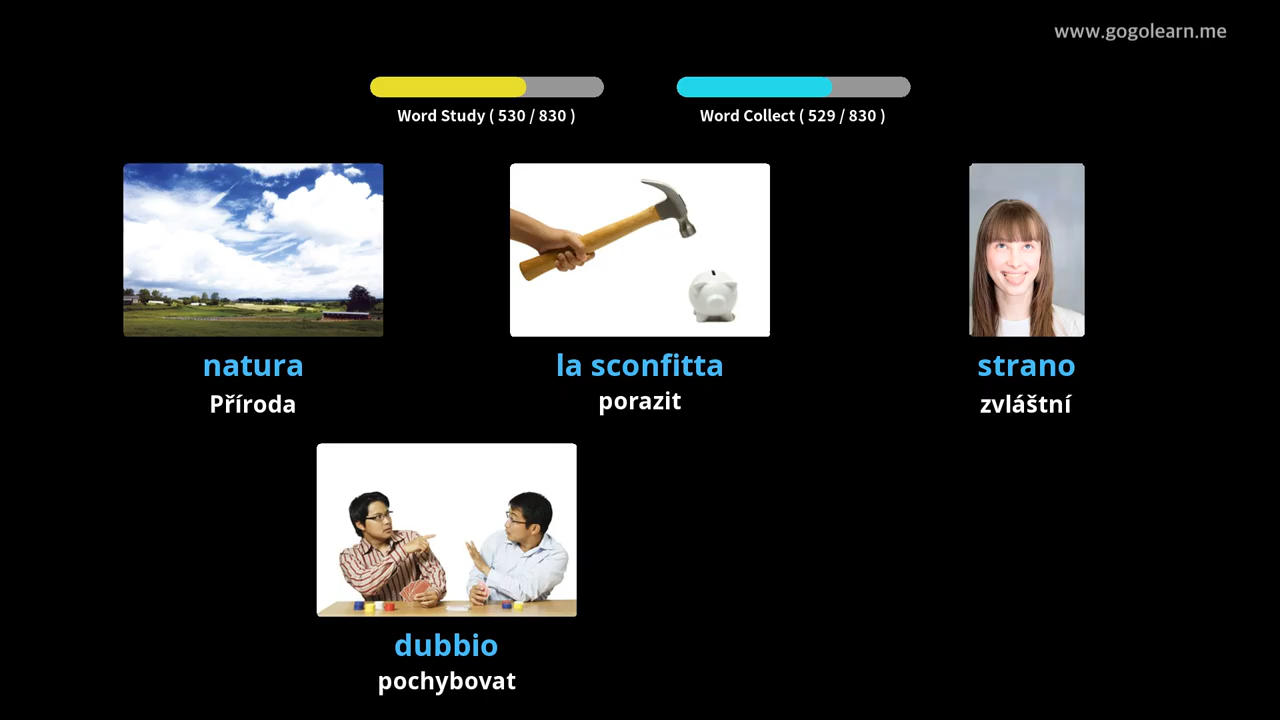 www.gogolearn.me
Word Study ( 530 / 830 )
Word Collect ( 529 / 830 )
natura
Příroda
la sconfitta
porazit
strano
zvláštní
dubbio
pochybovat